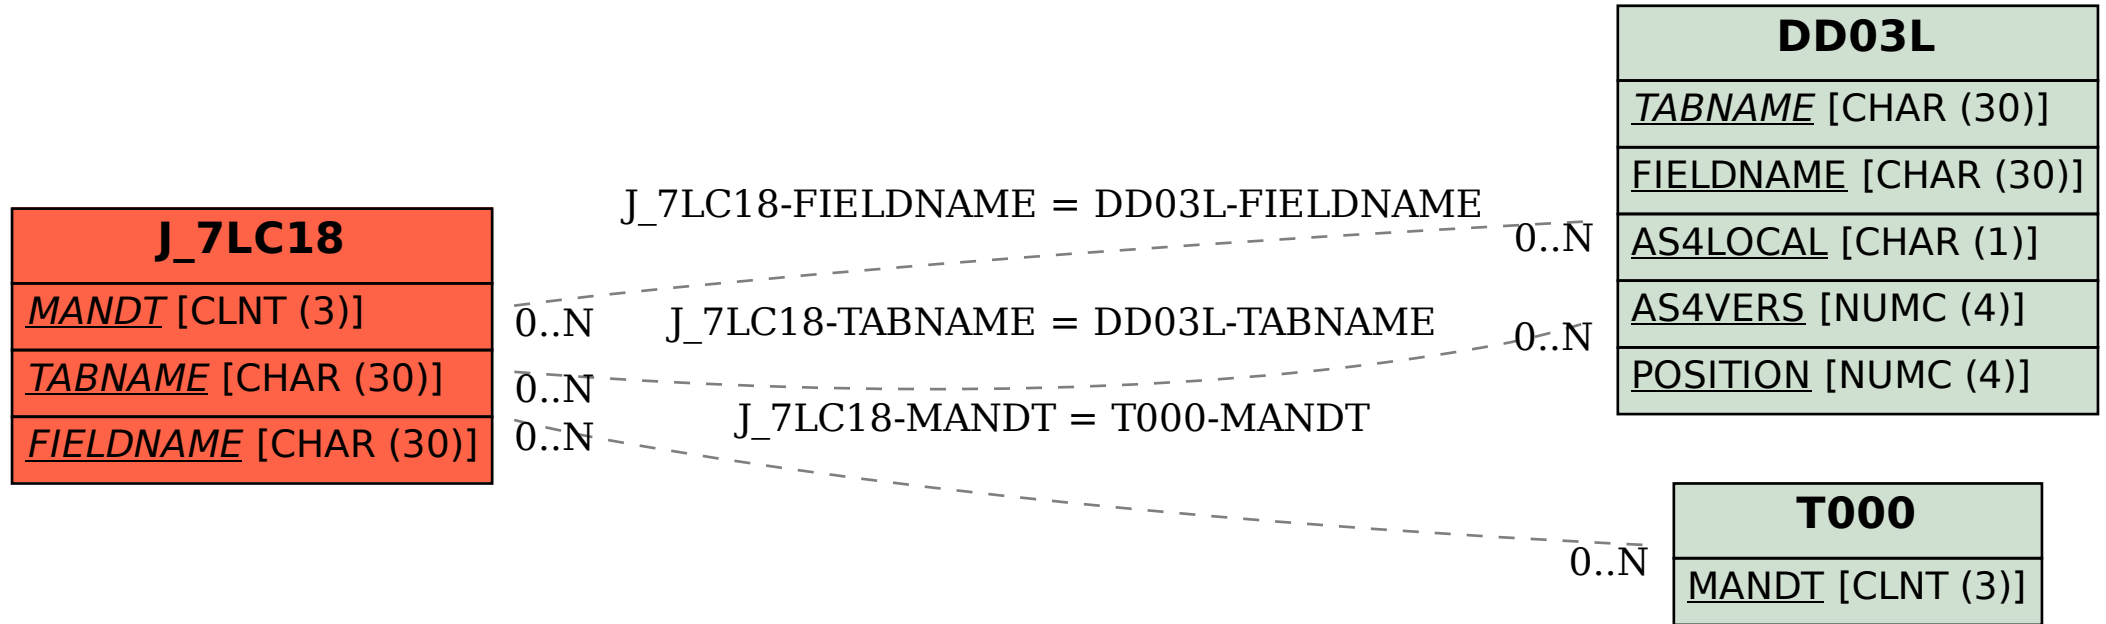 J_7LC18
MANDT [CLNT (3)]
TABNAME [CHAR (30)]
FIELDNAME [CHAR (30)]
J_7LC18-FIELDNAME = DD03L-FIELDNAME
0..N
0..N
J_7LC18-TABNAME = DD03L-TABNAME
0..N
0..N
J_7LC18-MANDT = T000-MANDT
0..N
0..N
DD03L
TABNAME [CHAR (30)]
FIELDNAME [CHAR (30)]
AS4LOCAL [CHAR (1)]
AS4VERS [NUMC (4)]
POSITION [NUMC (4)]
T000
MANDT [CLNT (3)]